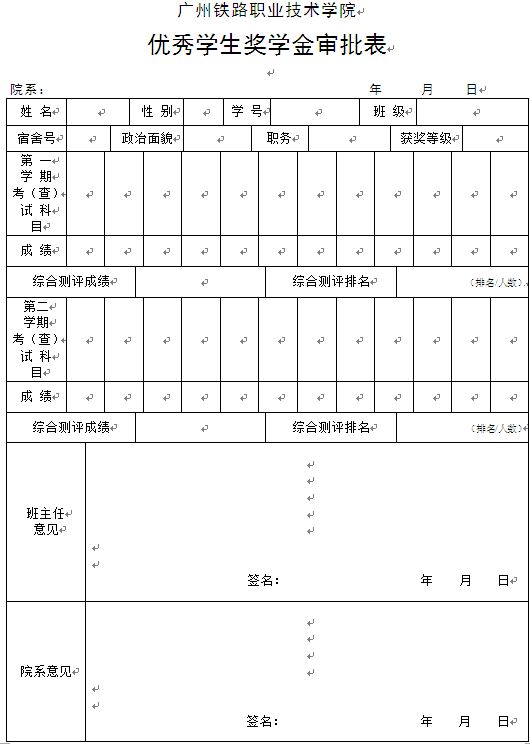 广州铁路职业技术学院
优秀学生奖学金审批表
院系： 年 月 日
姓 名 性 别 学 号 班 级
宿舍号 政治面貌 职务 获奖等级
第 一
学 期
考（查）
试 科
目
成 绩
综合测评成绩 综合测评排名 （排名/人数）
第二
学期
考（查）
试 科
目
成 绩
综合测评成绩 综合测评排名 （排名/人数）
班主任
意见
签名： 年 月 日
院系意见
签名： 年 月 日